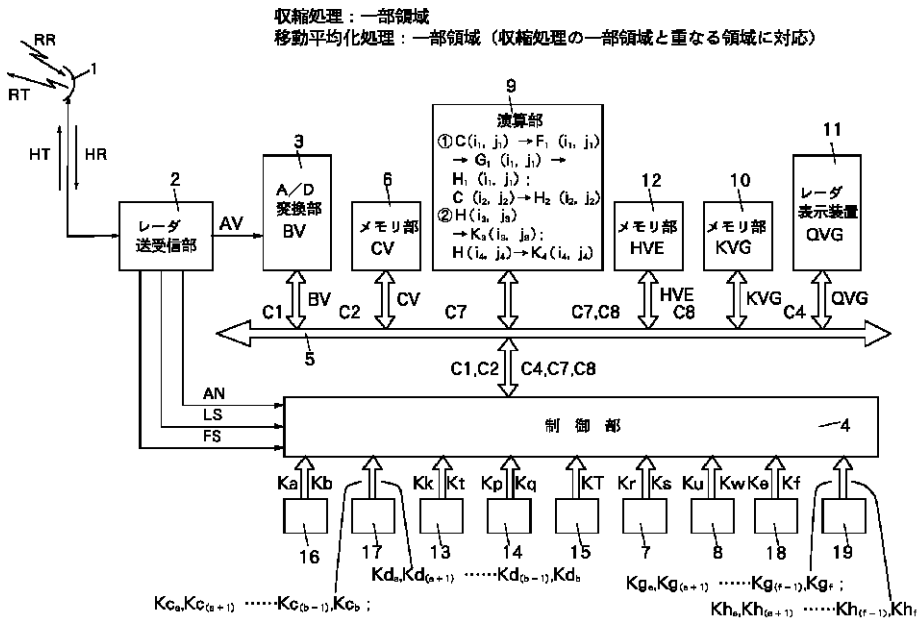 収縮処理：一部領域
移動平均化処理：一部領域（収縮処理の一部領域と重なる領域に対応）
RR
1
RT
HT
HR
2
レーダ
送受信部
AV
3
A／D
変換部
BV
6
メモリ部
CV
9
演算部
①C(i₁, j₁) →F₁ (i₁, j₁)
→ G₁ (i₁, j₁) →
H₁ (i₁, j₁) ;
C (i₂, j₂)→H₂ (i₂, j₂)
②H(i₃, j₃)
→K₃(i₃, j₃);
H(i₄, j₄)→K₄(i₄, j₄)
12
メモリ部
HVE
10
メモリ部
KVG
11
レーダ
表示装置
QVG
C1
BV
C2
CV
C7
C7,C8
HVE
C8
KVG
C4
QVG
5
C1,C2
C4,C7,C8
AN
LS
FS
制御部
4
Ka
Kb
Kk
Kt
Kp
Kq
KT
Kr
Ks
Ku
Kw
Ke
Kf
16
17
13
14
15
7
8
18
19
Kdₐ,Kd₍ₐ₊₁₎ ……Kd₍b₋₁₎,Kdb
Kcₐ,Kc₍ₐ₊₁₎ ……Kc₍b₋₁₎,Kcb ;
Kgₑ,Kg₍ₑ₊₁₎ ……Kg₍f₋₁₎,Kgf ;
Khₑ,Kh₍ₑ₊₁₎ ……Kh₍f₋₁₎,Khf